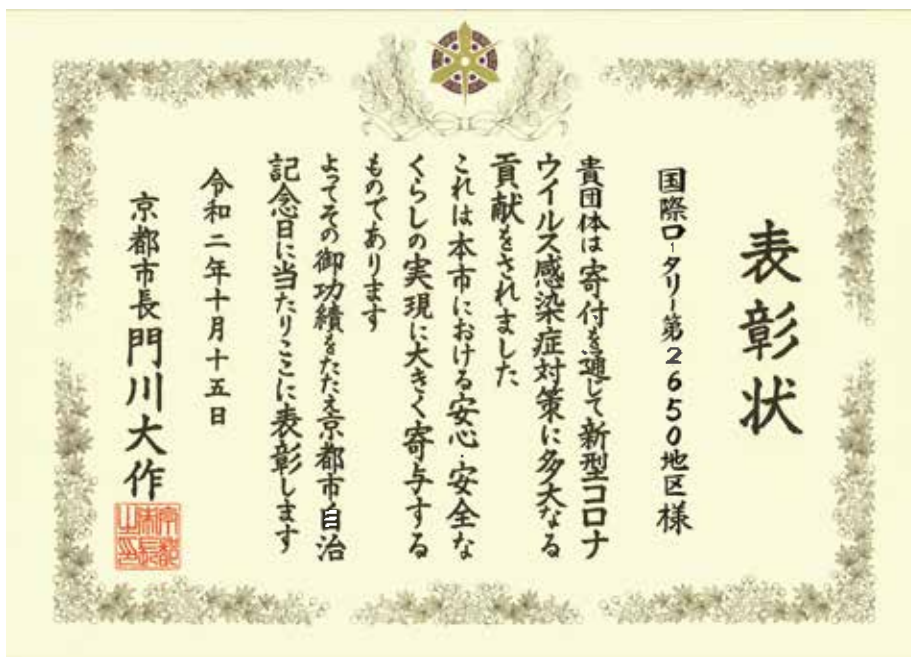 表彰状
国際ロータリー第2650地区様
貴団体は寄付を通じて新型コロナ
ウイルス感染症対策に多大なる
貢献をされました
これは本市における安心・安全な
くらしの実現に大きく寄与する
ものであります
よってその御功績をたたえ京都市自治
記念日に当たりここに表彰します
令和二年十月十五日
京都市長門川大作
京都
市長
之印